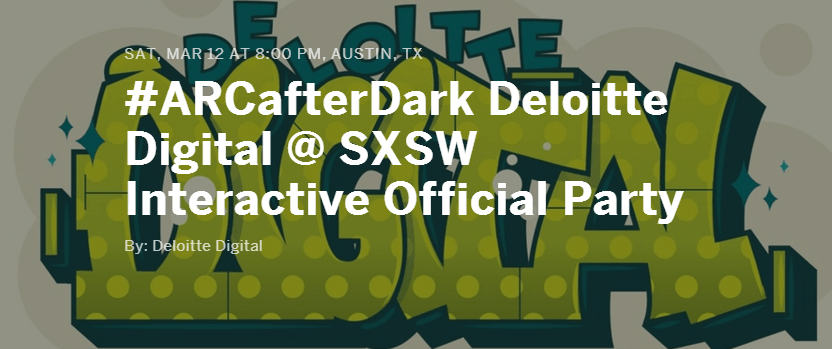 DELOITTE
DIGITAL
SAT, MAR 12 AT 8:00 PM, AUSTIN, TX
#ARCafterDark Deloitte
Digital @ SXSW
Interactive Official Party
By: Deloitte Digital